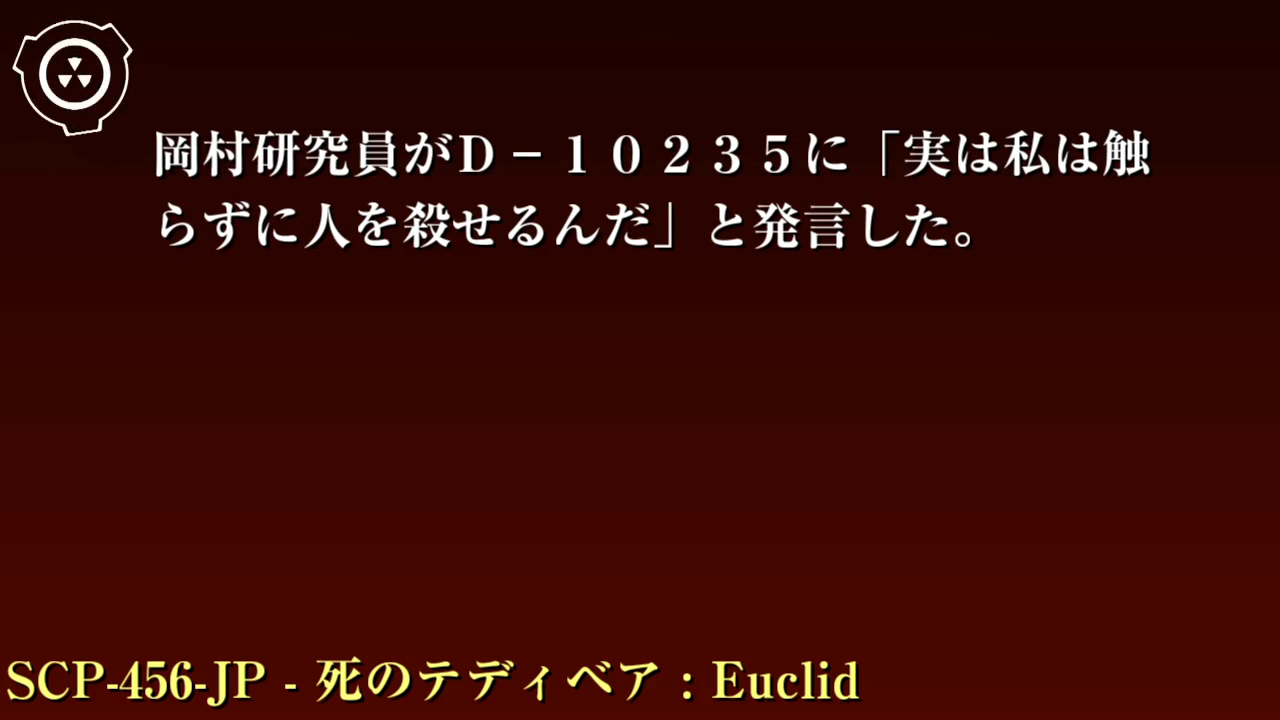 岡村研究員がＤ－１０２３５に「実は私は触
らずに人を殺せるんだ」と発言した。
SCP-456-JP - 死のテディベア : Euclid